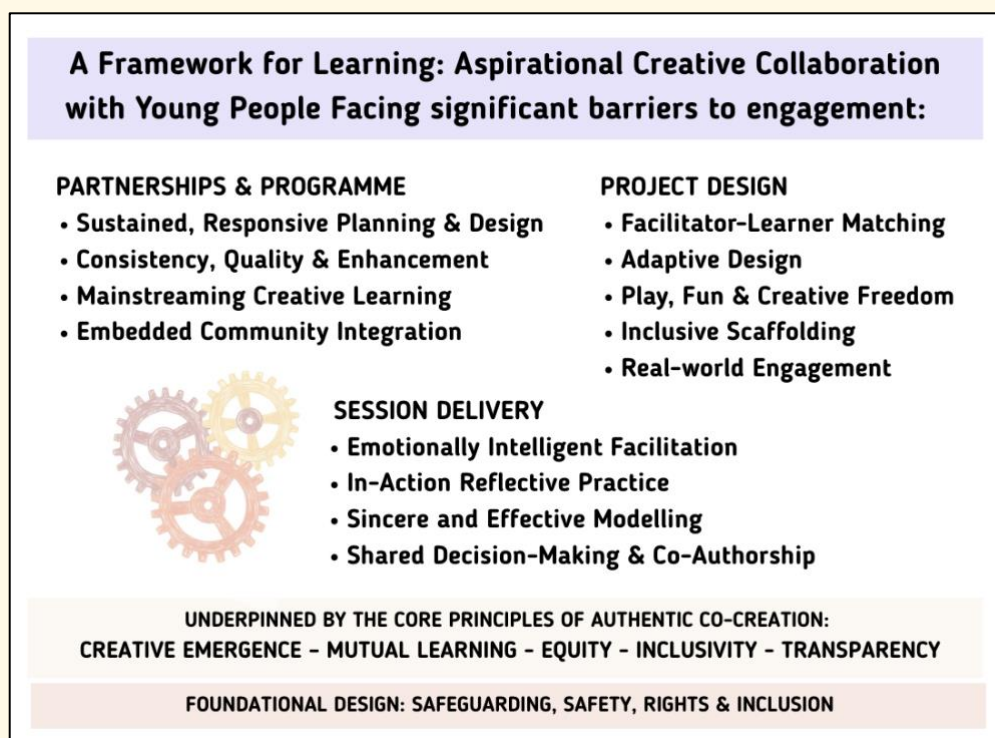 A Framework for Learning: Aspirational Creative Collaboration
with Young People Facing significant barriers to engagement:
PARTNERSHIPS & PROGRAMME
• Sustained, Responsive Planning & Design
• Consistency, Quality & Enhancement
• Mainstreaming Creative Learning
• Embedded Community Integration
PROJECT DESIGN
• Facilitator-Learner Matching
• Adaptive Design
• Play, Fun & Creative Freedom
• Inclusive Scaffolding
• Real-world Engagement
SESSION DELIVERY
• Emotionally Intelligent Facilitation
• In-Action Reflective Practice
• Sincere and Effective Modelling
• Shared Decision-Making & Co-Authorship
UNDERPINNED BY THE CORE PRINCIPLES OF AUTHENTIC CO-CREATION:
CREATIVE EMERGENCE - MUTUAL LEARNING - EQUITY - INCLUSIVITY - TRANSPARENCY
FOUNDATIONAL DESIGN: SAFEGUARDING, SAFETY, RIGHTS & INCLUSION